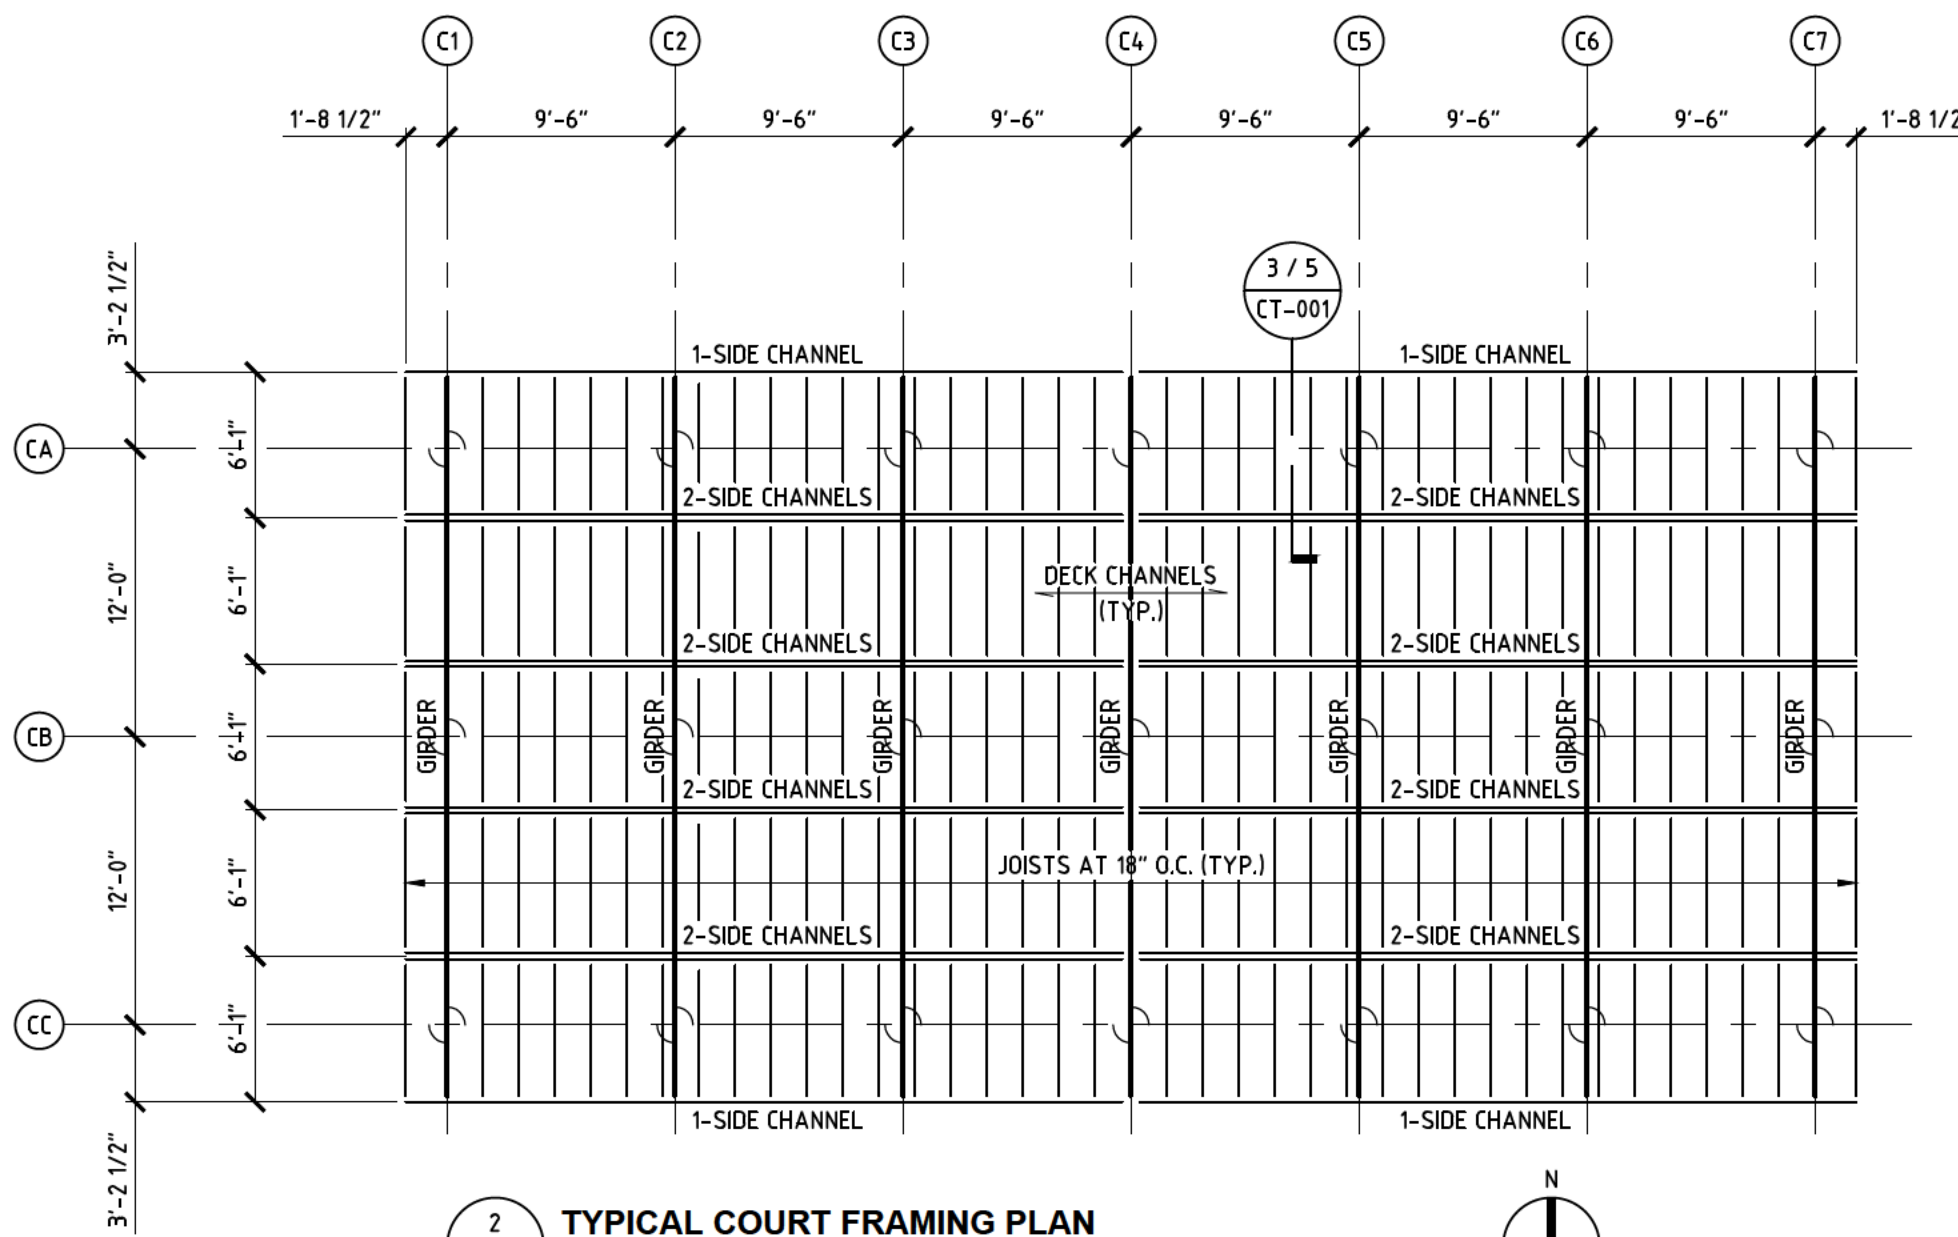 C1 C2 C3 C4 C5 C6 C7
1'-8 1/2" 9'-6" 9'-6" 9'-6" 9'-6" 9'-6" 9'-6" 1'-8 1/2
3'-2 1/2"
3 / 5
CT-001
1-SIDE CHANNEL 1-SIDE CHANNEL
CA
6'-1"
2-SIDE CHANNELS 2-SIDE CHANNELS
12'-0"
6'-1"
DECK CHANNELS
(TYP.)
2-SIDE CHANNELS 2-SIDE CHANNELS
CB
6'-1"
GIRDER GIRDER GIRDER GIRDER GIRDER GIRDER GIRDER
2-SIDE CHANNELS 2-SIDE CHANNELS
12'-0"
6'-1"
JOISTS AT 18" O.C. (TYP.)
2-SIDE CHANNELS 2-SIDE CHANNELS
CC
6'-1"
1-SIDE CHANNEL 1-SIDE CHANNEL
3'-2 1/2"
2
TYPICAL COURT FRAMING PLAN
N